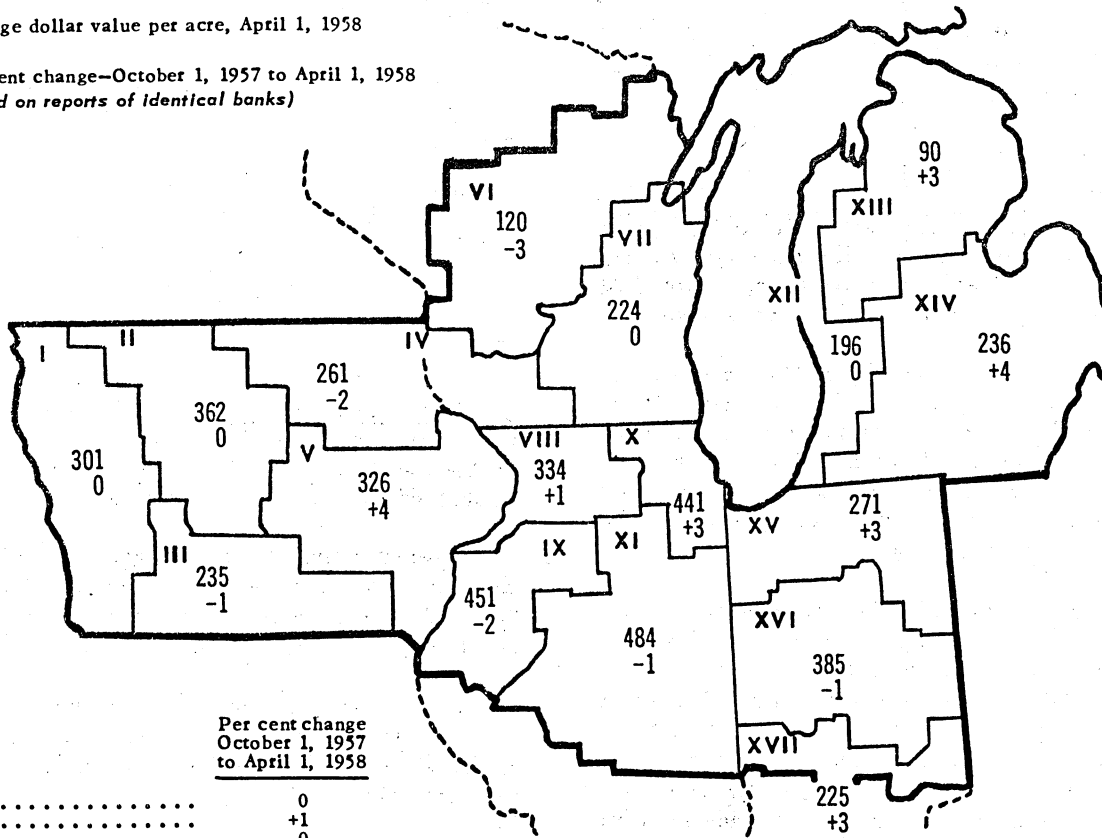 ge dollar value per acre, April 1, 1958
ent change—October 1, 1957 to April 1, 1958
d on reports of identical banks)
VI
120
-3
VII
224
0
XII
90
+3
XIII
XIV
236
+4
196
0
I
II
IV
261
-2
362
0
301
0
V
326
+4
III
235
-1
VIII
334
+1
X
441
+3
IX
451
-2
XI
484
-1
XV
271
+3
XVI
385
-1
XVII
225
+3
Per cent change
October 1, 1957
to April 1, 1958
0
+1